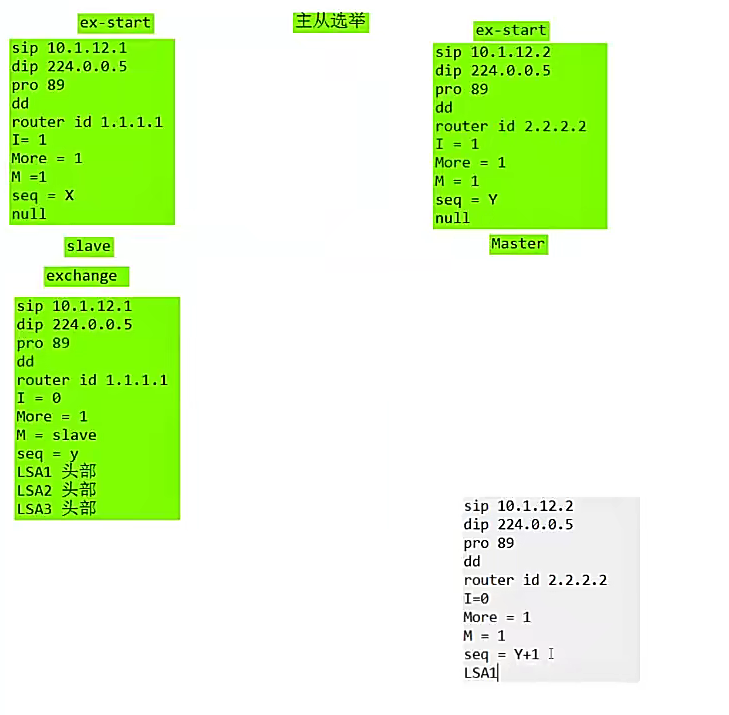 ex-start
sip 10.1.12.1
dip 224.0.0.5
pro 89
dd
router id 1.1.1.1
I= 1
More = 1
M =1
seq = X
null
slave
主从选举
ex-start
sip 10.1.12.2
dip 224.0.0.5
pro 89
dd
router id 2.2.2.2
I = 1
More = 1
M = 1
seq = Y
null
Master
exchange
sip 10.1.12.1
dip 224.0.0.5
pro 89
dd
router id 1.1.1.1
I = 0
More = 1
M = slave
seq = y
LSA1 头部
LSA2 头部
LSA3 头部
sip 10.1.12.2
dip 224.0.0.5
pro 89
dd
router id 2.2.2.2
I=0
More = 1
M = 1
seq = Y+1
LSA1